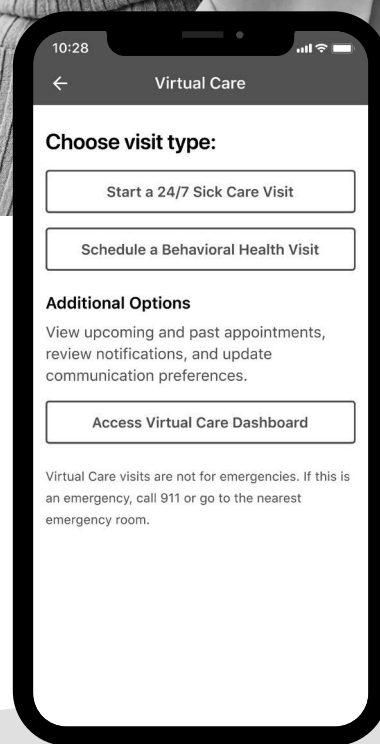 10:28
Virtual Care
Choose visit type:
Start a 24/7 Sick Care Visit
Schedule a Behavioral Health Visit
Additional Options
View upcoming and past appointments,
review notifications, and update
communication preferences.
Access Virtual Care Dashboard
Virtual Care visits are not for emergencies. If this is
an emergency, call 911 or go to the nearest
emergency room.